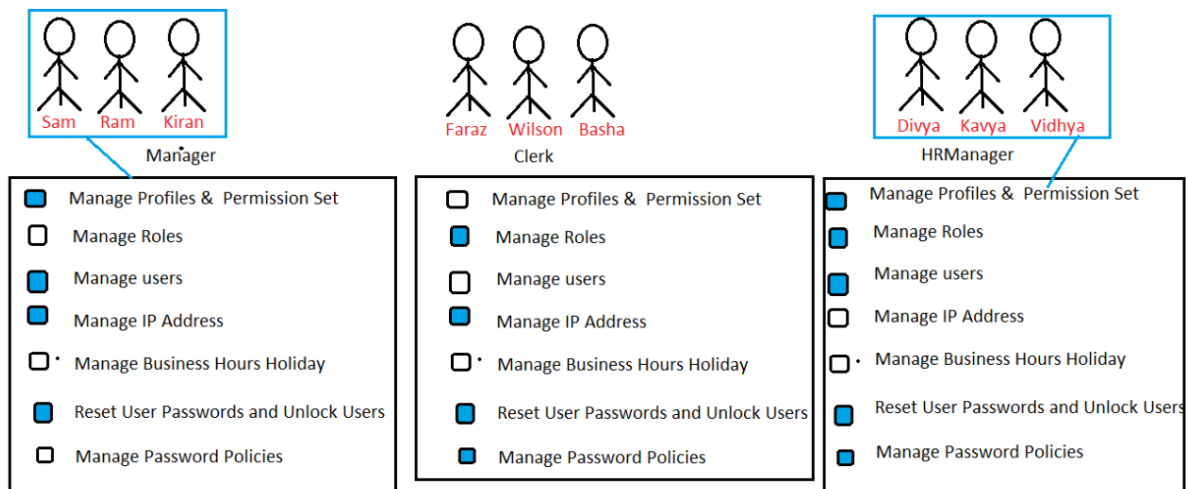 Sam Ram Kiran
Manager
Manage Profiles & Permission Set
Manage Roles
Manage users
Manage IP Address
Manage Business Hours Holiday
Reset User Passwords and Unlock Users
Manage Password Policies
Faraz Wilson Basha
Clerk
Manage Profiles & Permission Set
Manage Roles
Manage users
Manage IP Address
Manage Business Hours Holiday
Reset User Passwords and Unlock Users
Manage Password Policies
Divya Kavya Vidhya
HRManager
Manage Profiles & Permission Set
Manage Roles
Manage users
Manage IP Address
Manage Business Hours Holiday
Reset User Passwords and Unlock Users
Manage Password Policies